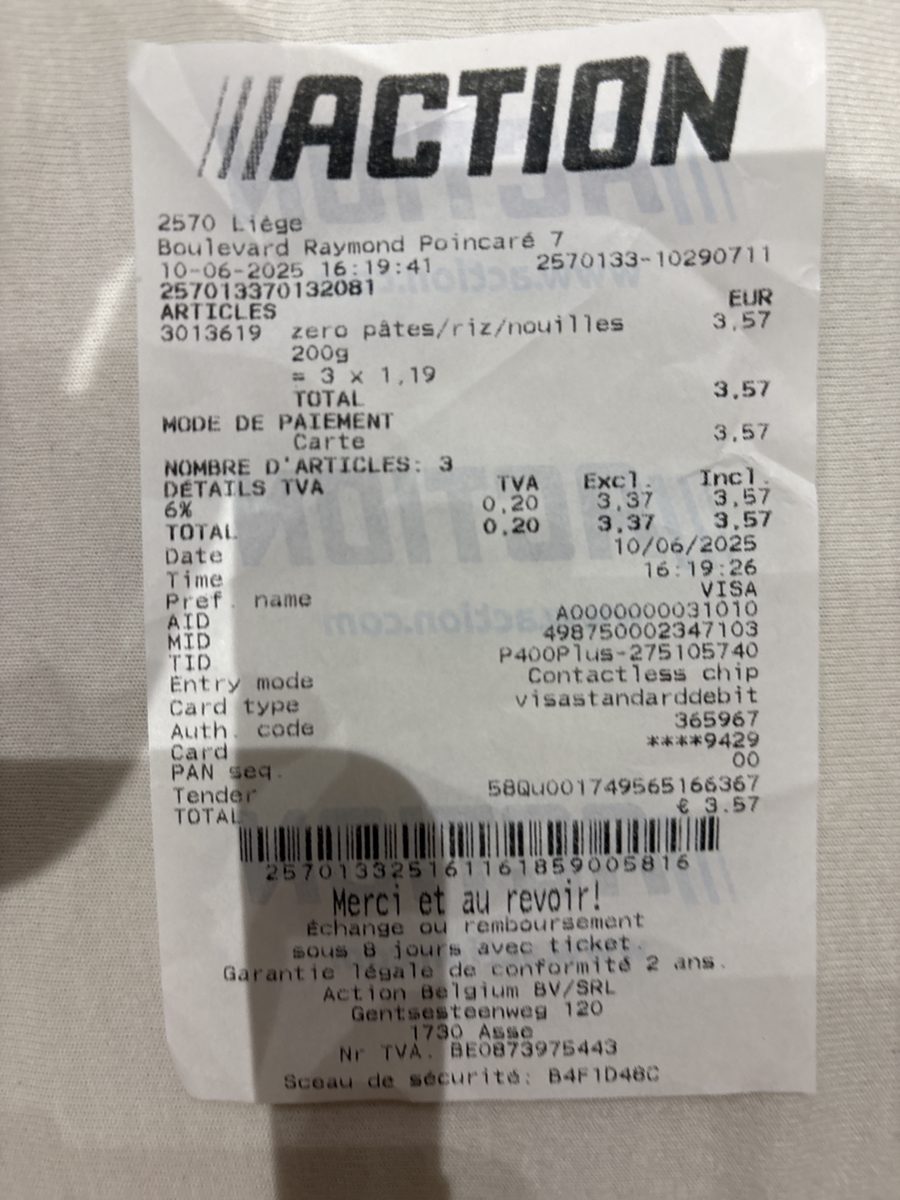 ACTION
2570 Liége
Boulevard Raymond Poincaré 7
10-06-2025 16:19:41 2570133-10290711
257013370132081
ARTICLES EUR
3013619 zero pâtes/riz/nouilles 3,57
200g
= 3 x 1,19
TOTAL 3,57
MODE DE PAIEMENT
Carte 3,57
NOMBRE D'ARTICLES: 3
DÉTAILS TVA TVA Excl. Incl.
6% 0,20 3,37 3,57
TOTAL 0,20 3,37 3,57
Date 10/06/2025
Time 16:19:26
Pref. name VISA
AID A0000000031010
MID 498750002347103
TID P400Plus-275105740
Entry mode Contactless chip
Card type visastandarddebit
Auth. code 365967
Card ****9429
PAN seq. 00
Tender 58Qu001749565166367
TOTAL € 3.57
257013325161161859005816
Merci et au revoir!
Échange ou remboursement
sous 8 jours avec ticket.
Garantie légale de conformité 2 ans.
Action Belgium BV/SRL
Gentsesteenweg 120
1730 Asse
Nr TVA. BE0873975443
Sceau de sécurité: B4F1D48C